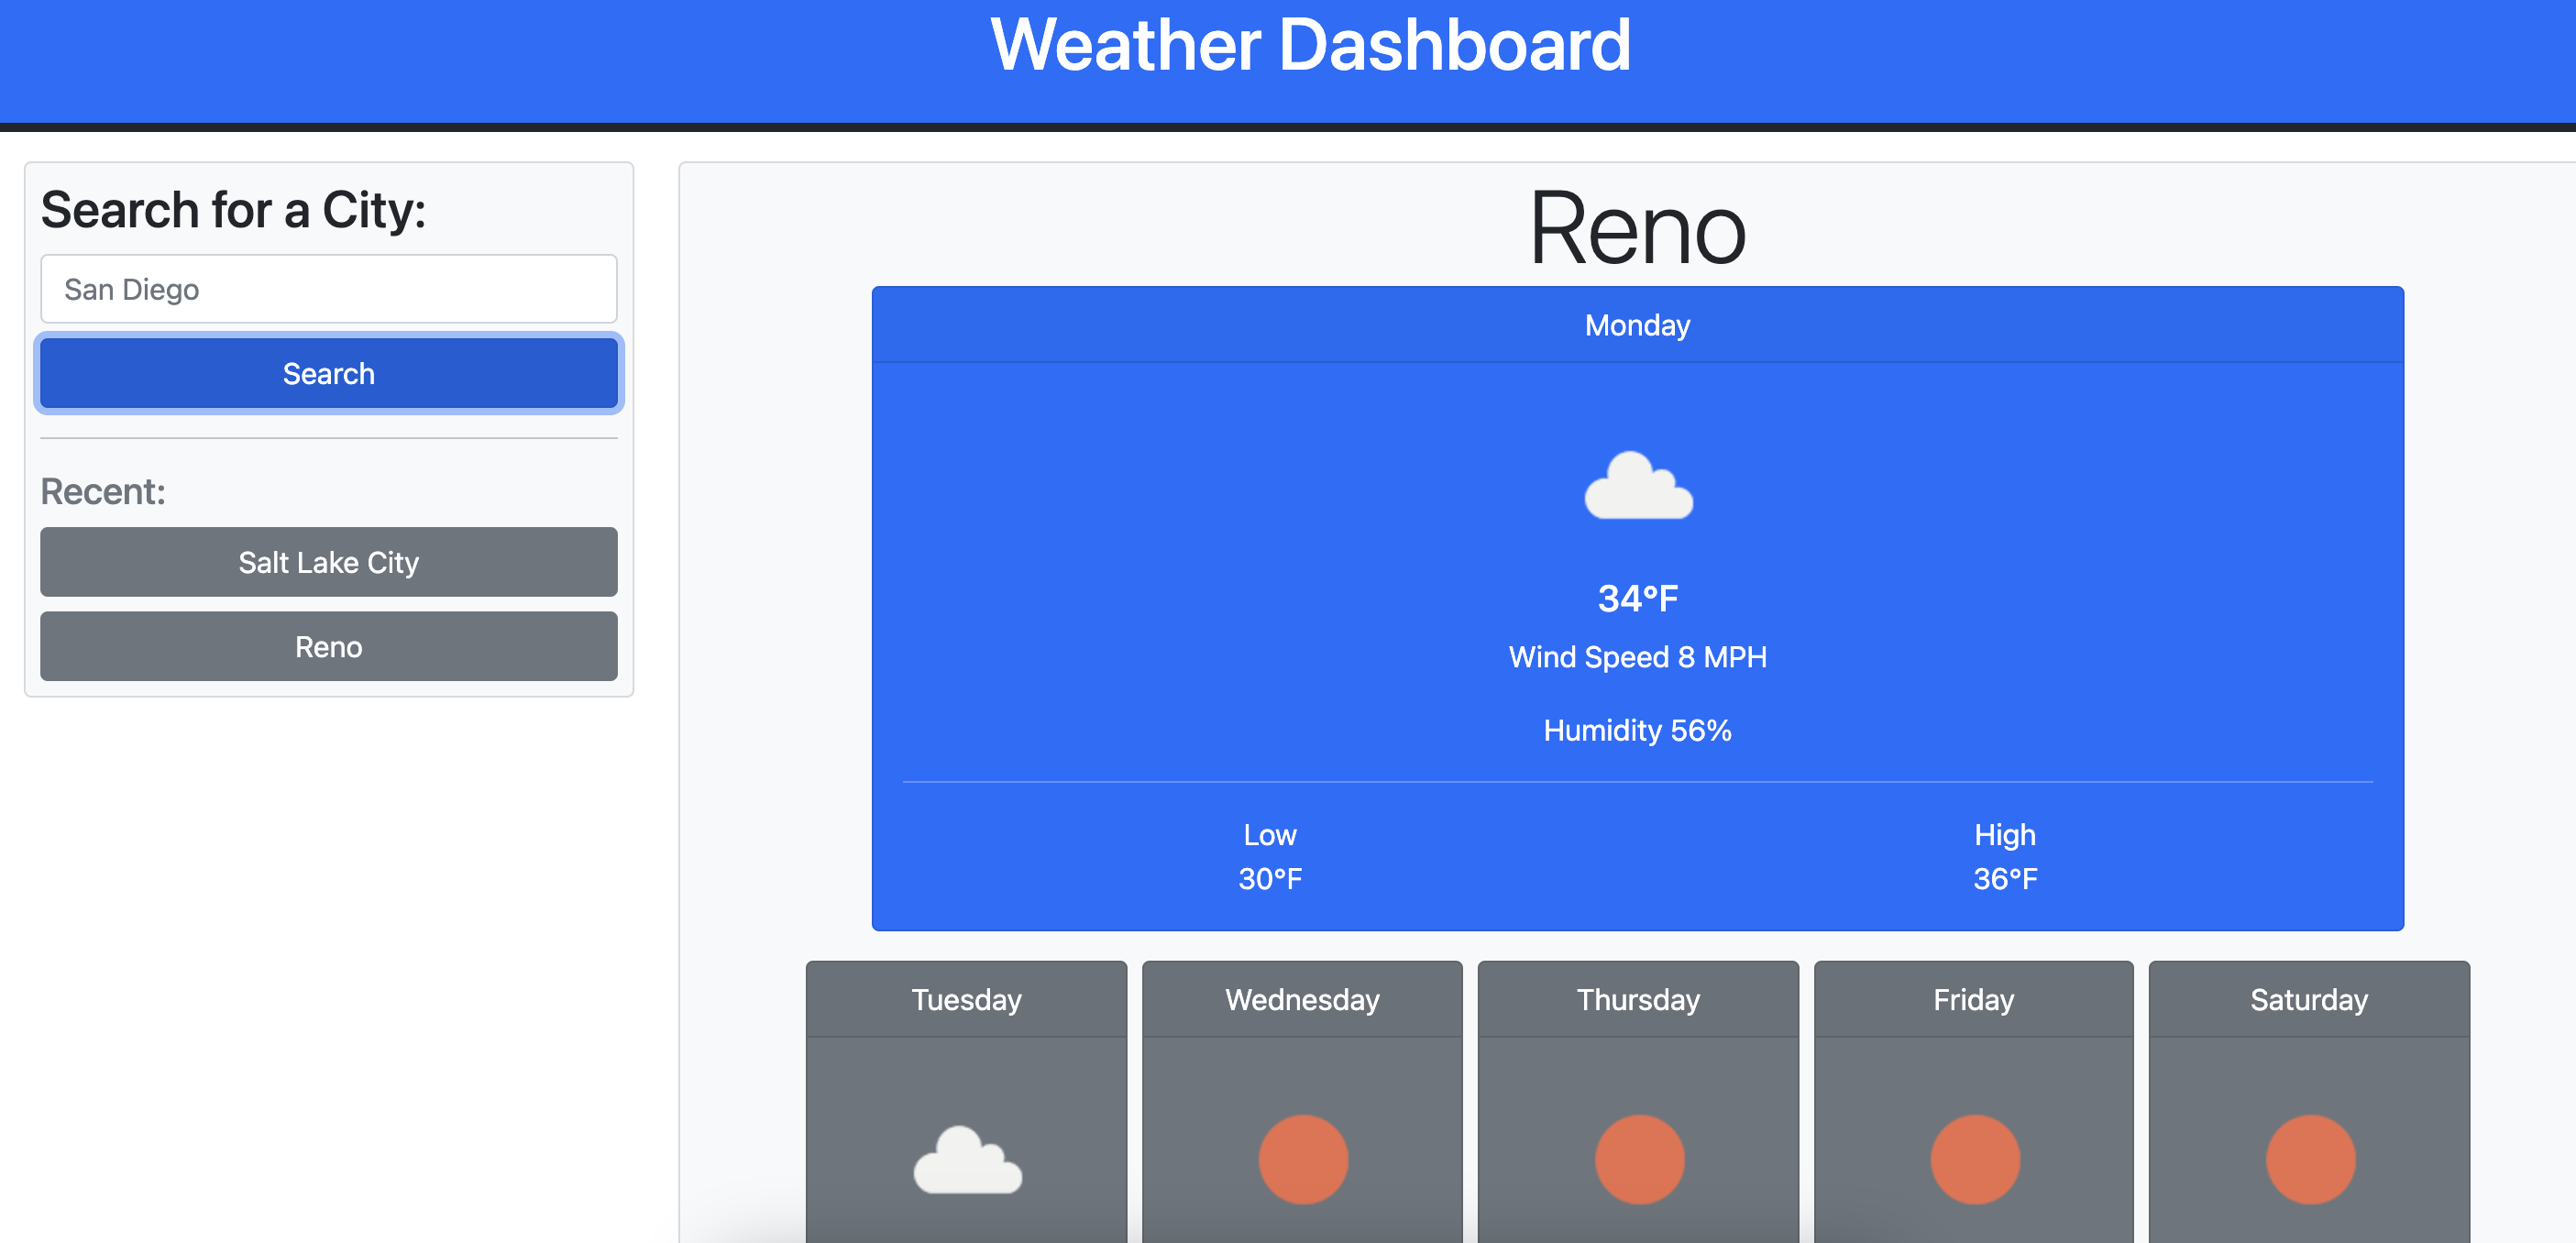 Weather Dashboard
Search for a City:
San Diego
Search
Recent:
Salt Lake City
Reno
Reno
Monday
34°F
Wind Speed 8 MPH
Humidity 56%
Low
30°F
High
36°F
Tuesday
Wednesday
Thursday
Friday
Saturday